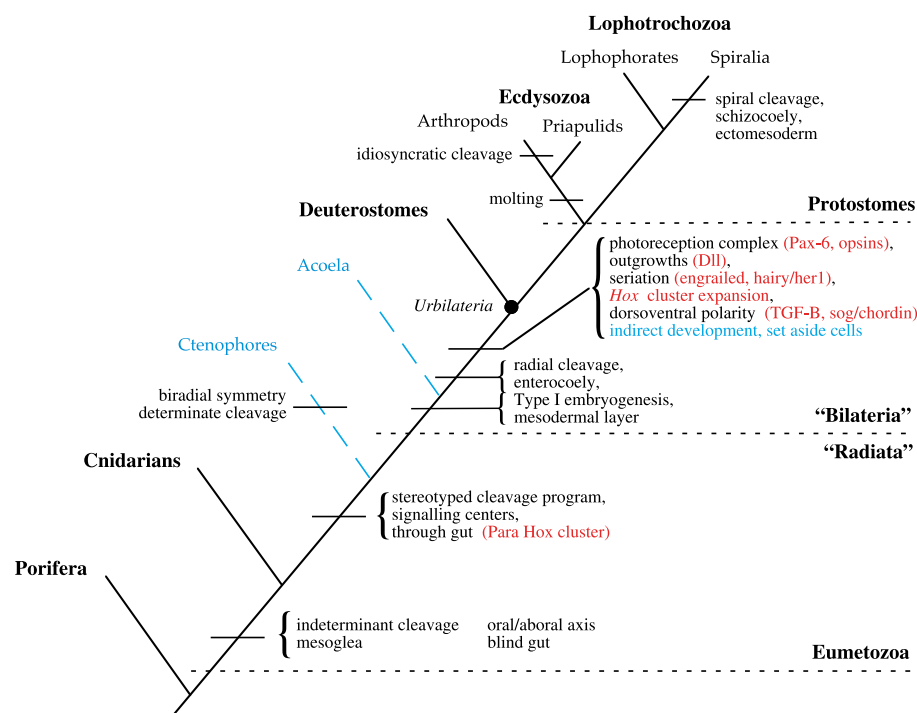 Lophotrochozoa
Lophophorates
Spiralia
Ecdysozoa
Arthropods
Priapulids
spiral cleavage,
schizocoely,
ectomesoderm
idiosyncratic cleavage
molting
Protostomes
Deuterostomes
photoreception complex (Pax-6, opsins),
outgrowths (Dll),
seriation (engrailed, hairy/her1),
Hox cluster expansion,
dorsoventral polarity (TGF-B, sog/chordin)
indirect development, set aside cells
Acoela
Urbilateria
Ctenophores
radial cleavage,
enterocoely,
Type I embryogenesis,
mesodermal layer
biradial symmetry
determinate cleavage
“Bilateria”
“Radiata”
Cnidarians
stereotyped cleavage program,
signalling centers,
through gut (Para Hox cluster)
Porifera
indeterminant cleavage oral/aboral axis
mesoglea blind gut
Eumetozoa